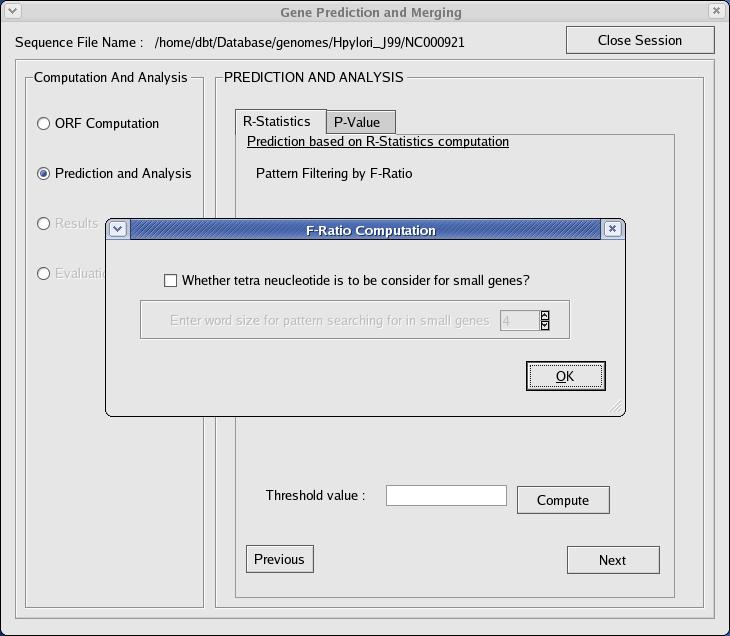 Gene Prediction and Merging
Sequence File Name : /home/dbt/Database/genomes/Hpylori_J99/NC000921
Close Session
Computation And Analysis
PREDICTION AND ANALYSIS
ORF Computation
Prediction and Analysis
Results
R-Statistics
P-Value
Prediction based on R-Statistics computation
Pattern Filtering by F-Ratio
F-Ratio Computation
Whether tetra neucleotide is to be consider for small genes?
Enter word size for pattern searching for in small genes
4
OK
Threshold value :
Compute
Previous
Next